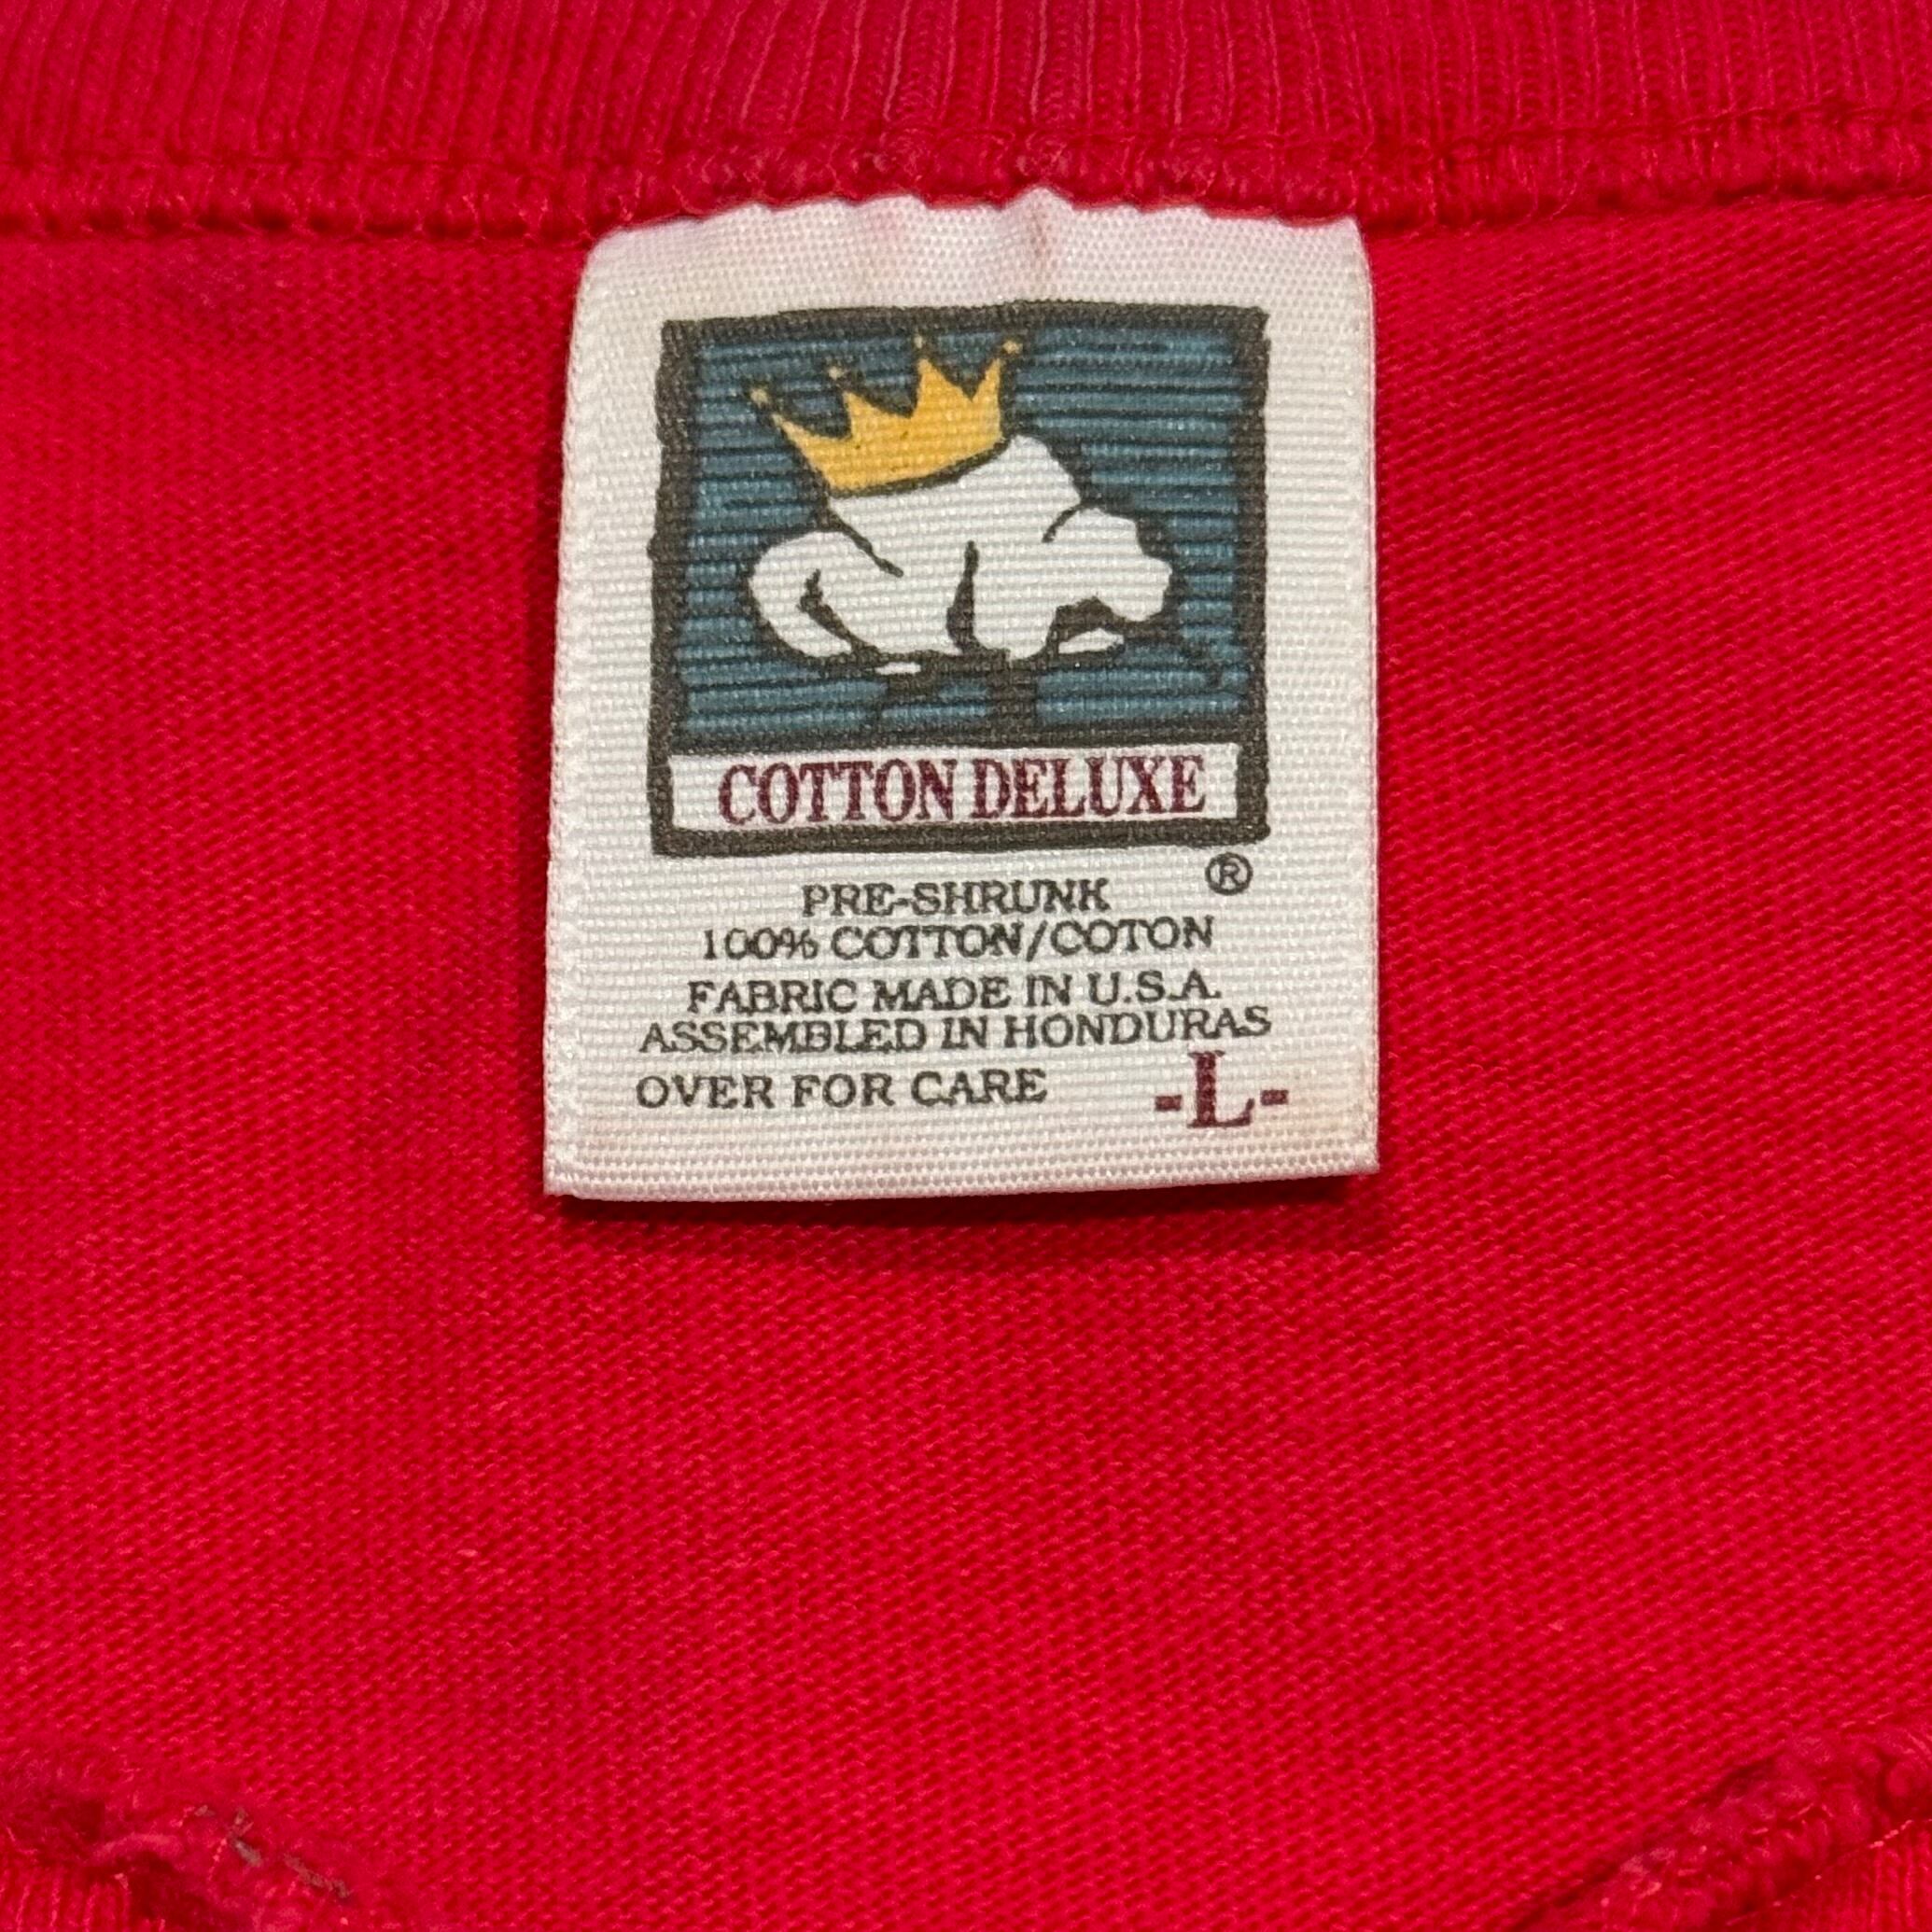 COTTON DELUXE
®
PRE-SHRUNK
100% COTTON/COTON
FABRIC MADE IN U.S.A.
ASSEMBLED IN HONDURAS
OVER FOR CARE -L-